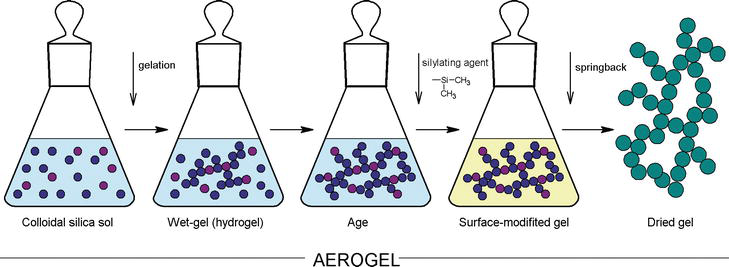 gelation
silylating agent
—Si—CH₃
CH₃
springback
Colloidal silica sol
Wet-gel (hydrogel)
Age
Surface-modifited gel
Dried gel
AEROGEL